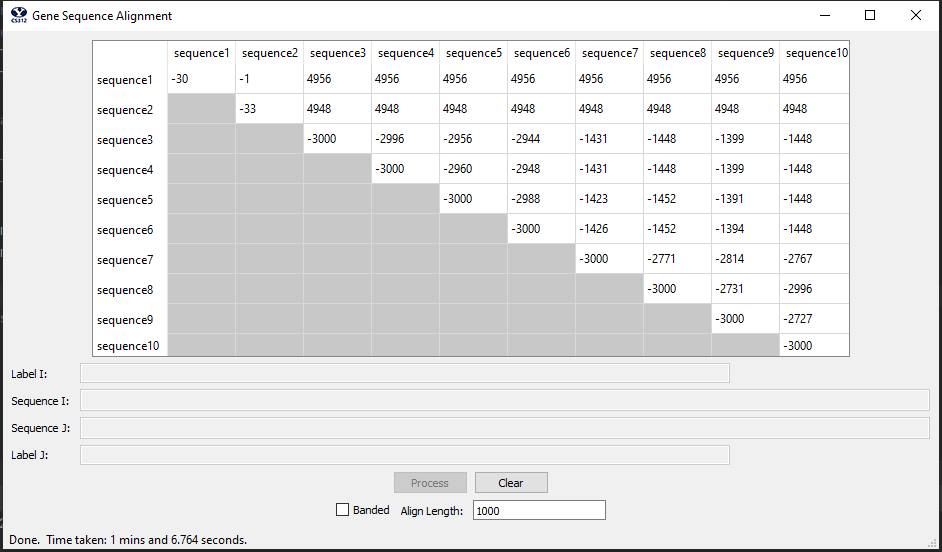 CS312 Gene Sequence Alignment
sequence1 sequence2 sequence3 sequence4 sequence5 sequence6 sequence7 sequence8 sequence9 sequence10
sequence1 -30 -1 4956 4956 4956 4956 4956 4956 4956 4956
sequence2 -33 4948 4948 4948 4948 4948 4948 4948 4948
sequence3 -3000 -2996 -2956 -2944 -1431 -1448 -1399 -1448
sequence4 -3000 -2960 -2948 -1431 -1448 -1399 -1448
sequence5 -3000 -2988 -1423 -1452 -1391 -1448
sequence6 -3000 -1426 -1452 -1394 -1448
sequence7 -3000 -2771 -2814 -2767
sequence8 -3000 -2731 -2996
sequence9 -3000 -2727
sequence10 -3000
Label I:
Sequence I:
Sequence J:
Label J:
Process Clear
Banded Align Length: 1000
Done. Time taken: 1 mins and 6.764 seconds.